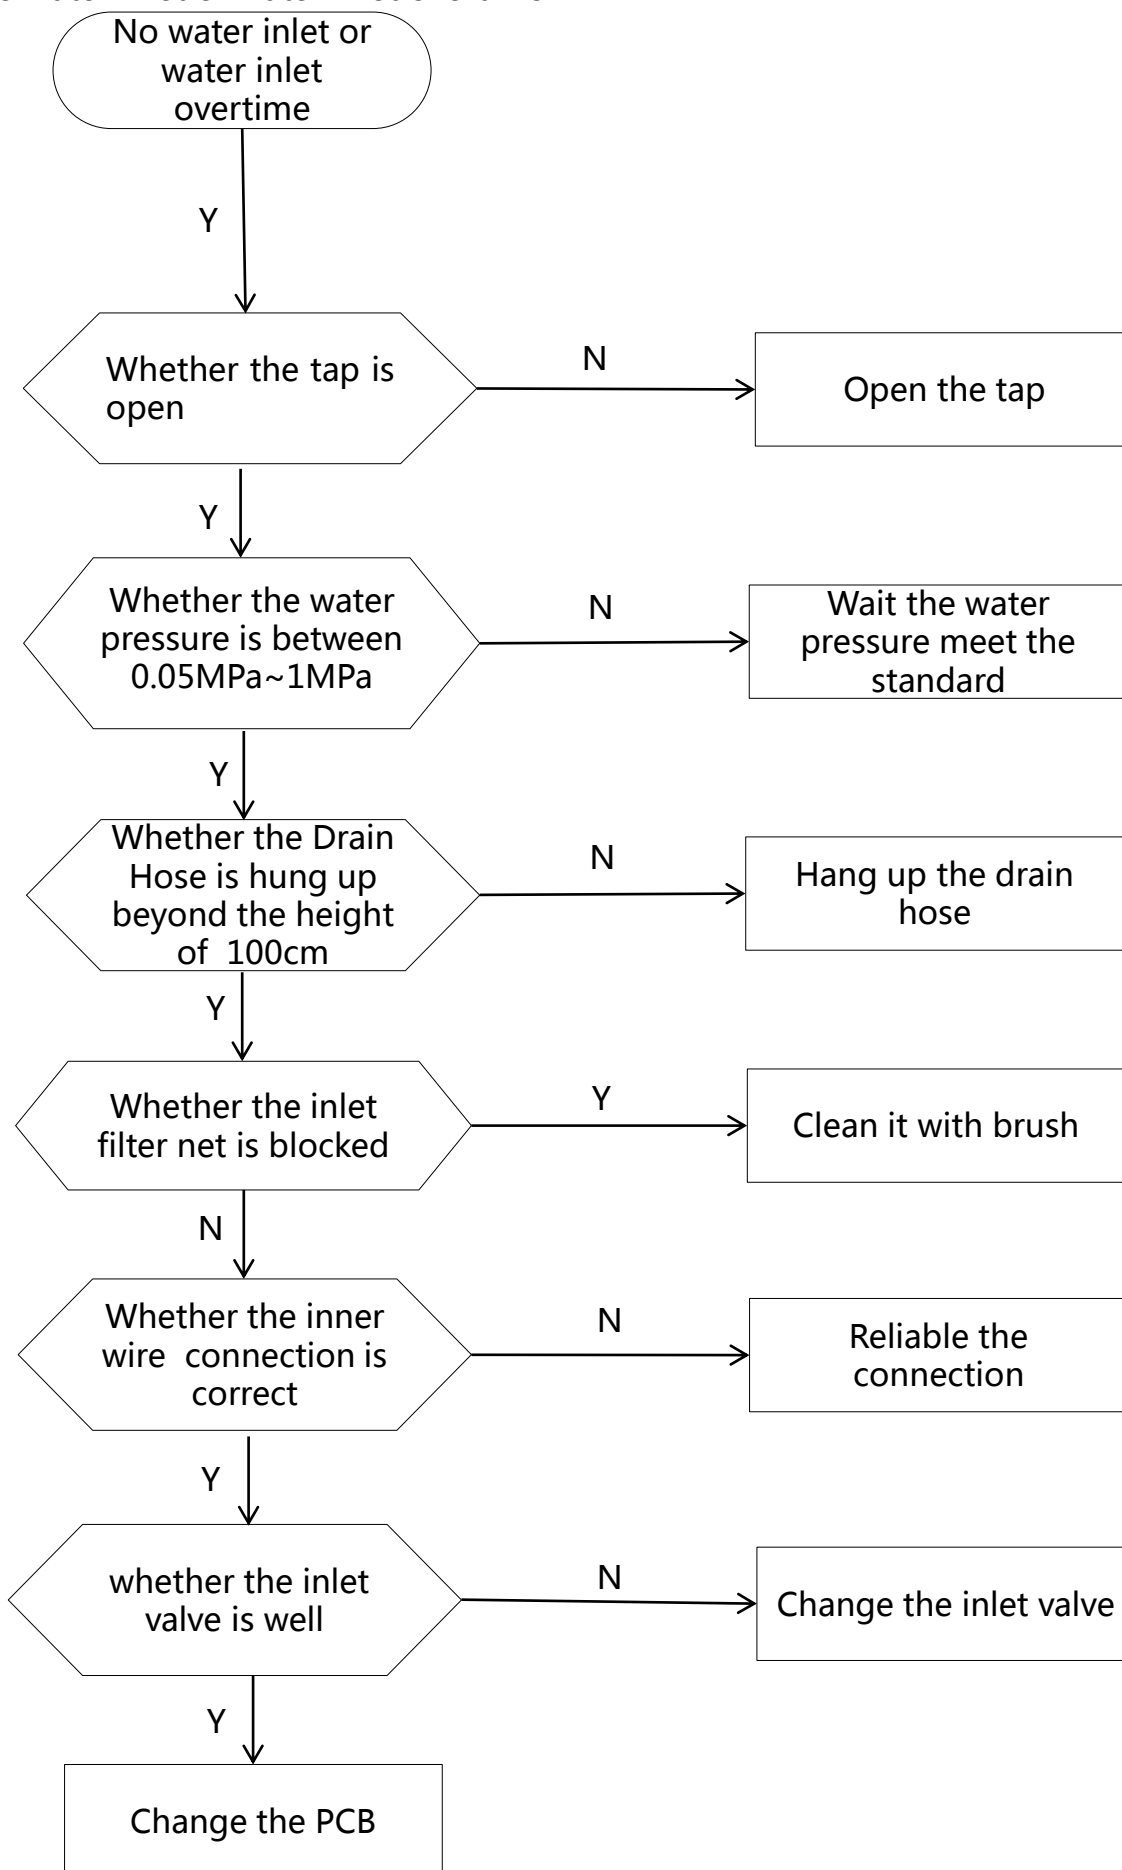 No water inlet or
water inlet
overtime
Y
Whether the tap is
open
N
Open the tap
Y
Whether the water
pressure is between
0.05MPa~1MPa
N
Wait the water
pressure meet the
standard
Y
Whether the Drain
Hose is hung up
beyond the height
of 100cm
N
Hang up the drain
hose
Y
Whether the inlet
filter net is blocked
Y
Clean it with brush
N
Whether the inner
wire connection is
correct
N
Reliable the
connection
Y
whether the inlet
valve is well
N
Change the inlet valve
Y
Change the PCB